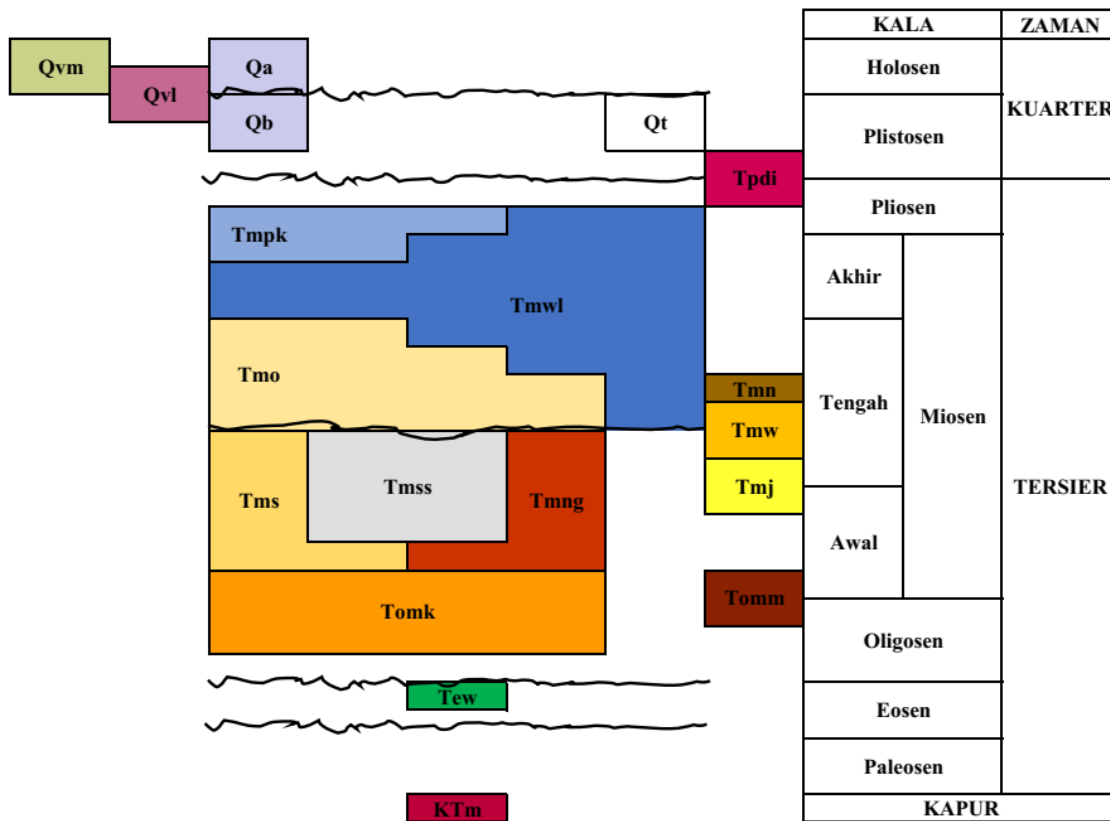 KALA ZAMAN
Qvm Qa Holosen
Qvl KUARTER
Qb Qt Plistosen
Tpdi
Pliosen
Tmpk
Akhir
Tmwl
Tmo Tmn
Tengah Miosen
Tmw
Tms Tmss Tmng Tmj TERSIER
Awal
Tomk Tomm
Oligosen
Tew
Eosen
Paleosen
KTm KAPUR